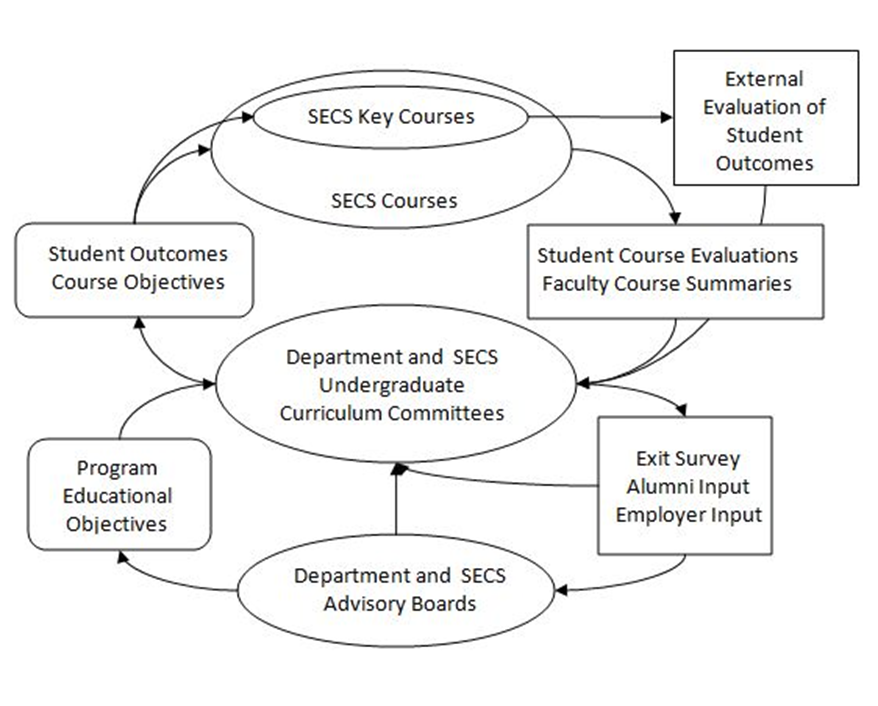 SECS Key Courses
SECS Courses
External
Evaluation of
Student
Outcomes
Student Outcomes
Course Objectives
Student Course Evaluations
Faculty Course Summaries
Department and SECS
Undergraduate
Curriculum Committees
Program
Educational
Objectives
Exit Survey
Alumni Input
Employer Input
Department and SECS
Advisory Boards